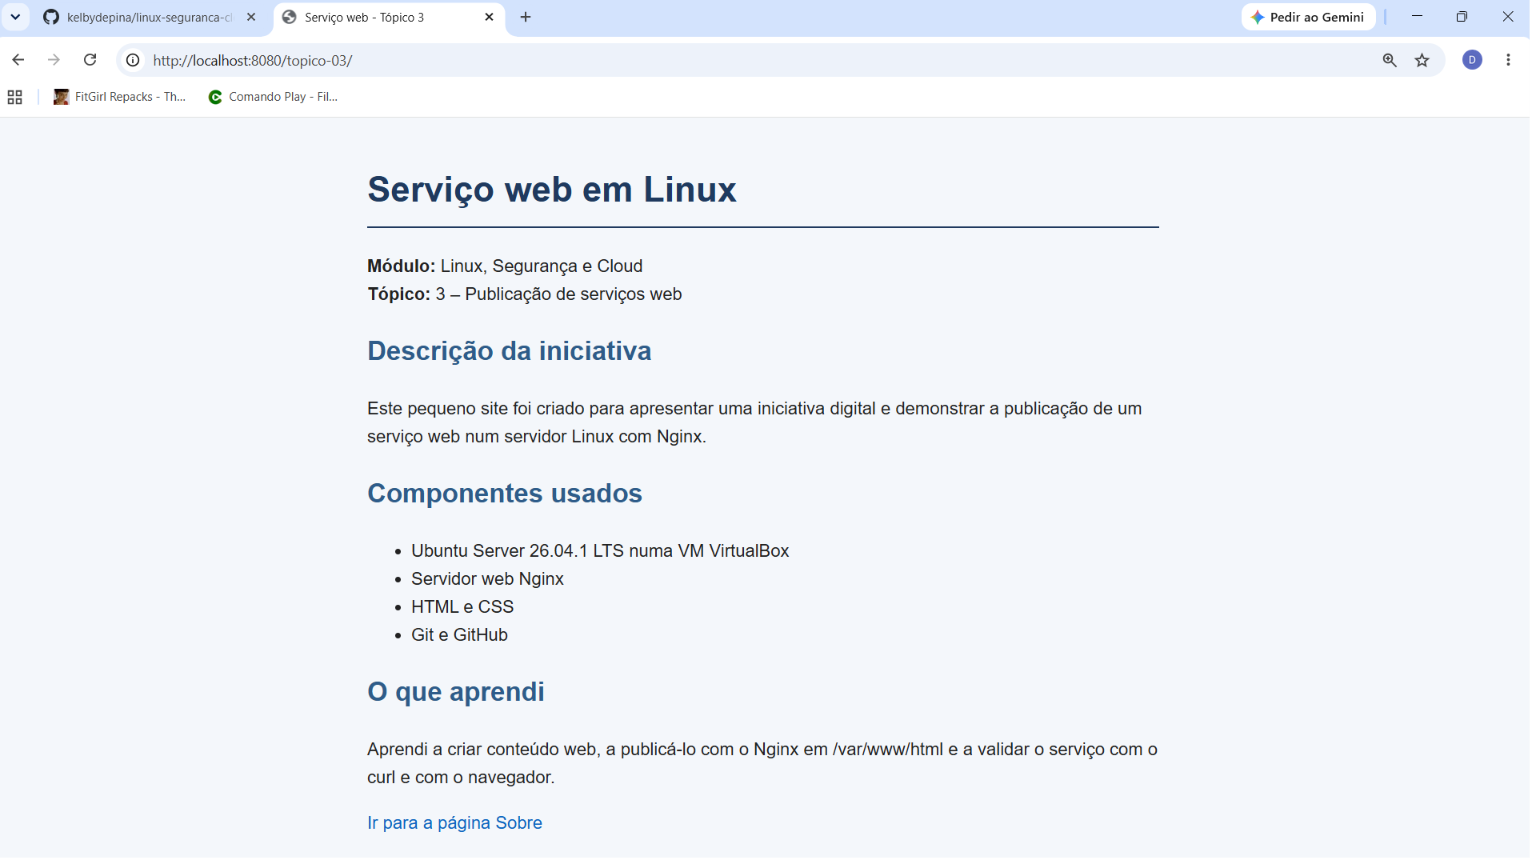 kelbydepina/linux-seguranca-cl
Serviço web - Tópico 3
Pedir ao Gemini
http://localhost:8080/topico-03/
D
FitGirl Repacks - Th...
Comando Play - Fil...
Serviço web em Linux
Módulo: Linux, Segurança e Cloud
Tópico: 3 – Publicação de serviços web
Descrição da iniciativa
Este pequeno site foi criado para apresentar uma iniciativa digital e demonstrar a publicação de um
serviço web num servidor Linux com Nginx.
Componentes usados
• Ubuntu Server 26.04.1 LTS numa VM VirtualBox
• Servidor web Nginx
• HTML e CSS
• Git e GitHub
O que aprendi
Aprendi a criar conteúdo web, a publicá-lo com o Nginx em /var/www/html e a validar o serviço com o
curl e com o navegador.
Ir para a página Sobre